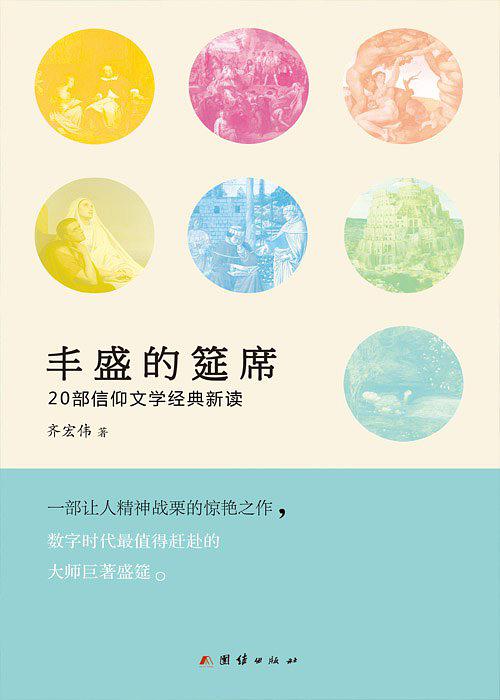 丰盛的筵席
20部信仰文学经典新读
齐宏伟 著
一部让人精神战栗的惊艳之作，
数字时代最值得赶赴的
大师巨著盛筵。
团结出版社